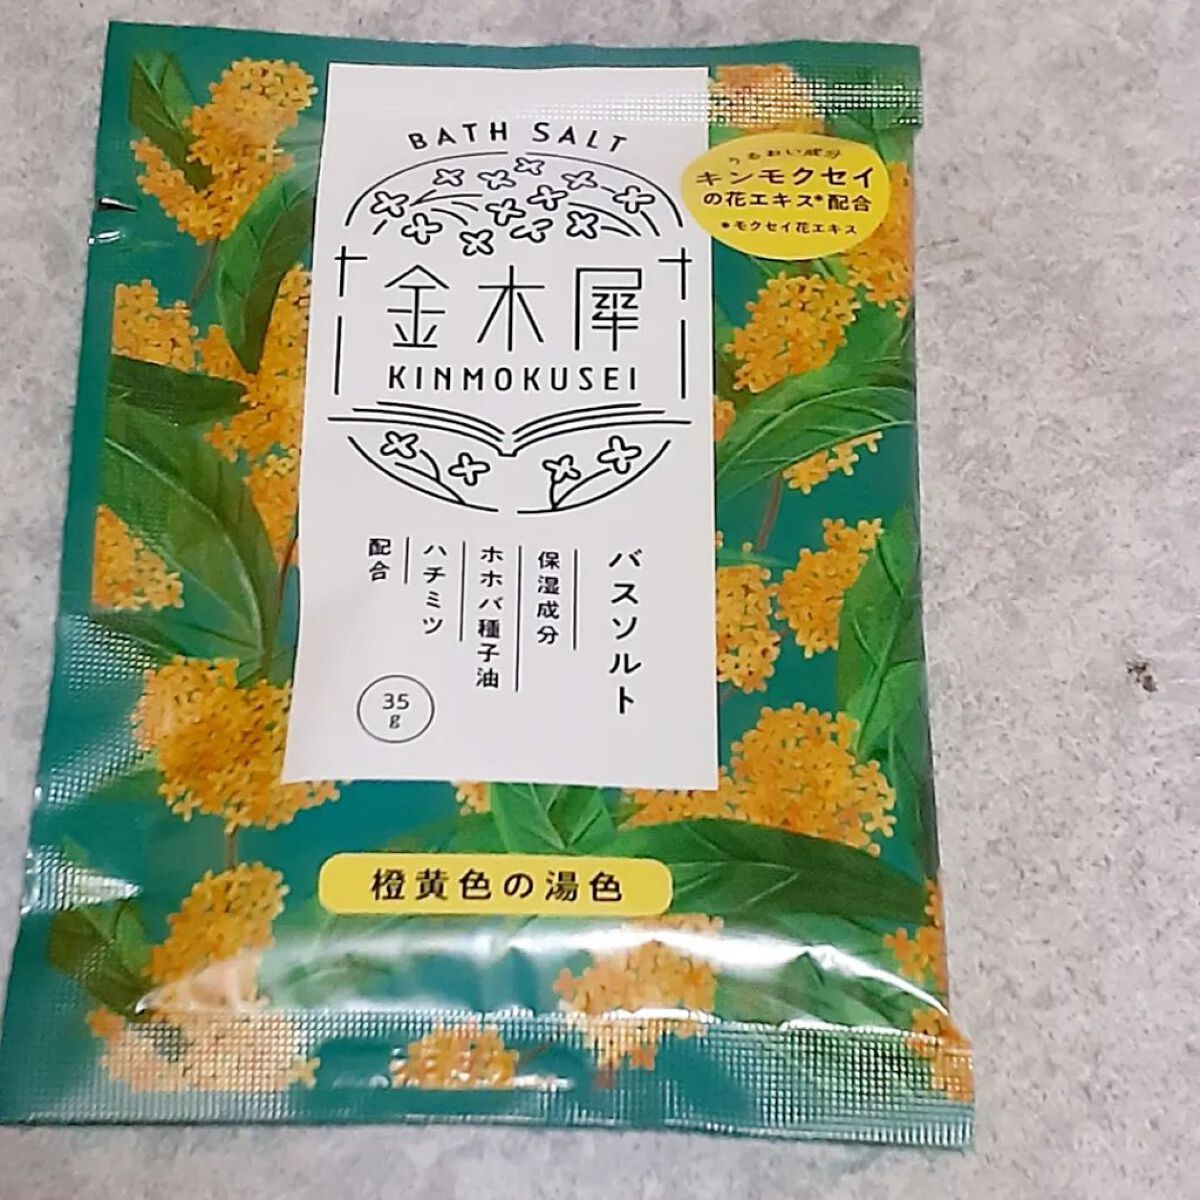 BATH SALT
うるおい成分
キンモクセイ
の花エキス*配合
*モクセイ花エキス
金木犀
KINMOKUSEI
バスソルト
保湿成分
ホホバ種子油
ハチミツ
配合
35
g
橙黄色の湯色